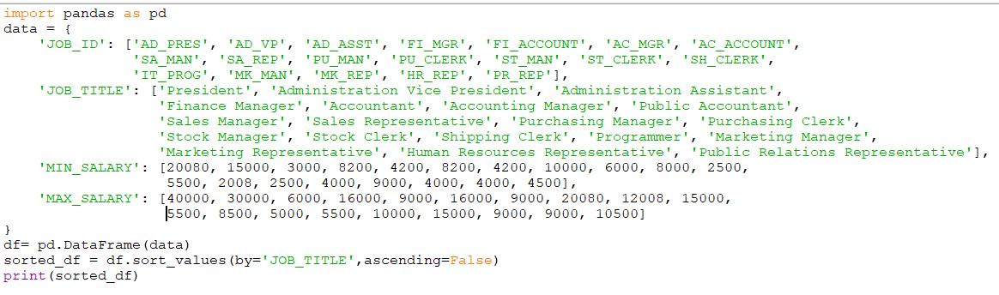 import pandas as pd
data = {
    'JOB_ID': ['AD_PRES', 'AD_VP', 'AD_ASST', 'FI_MGR', 'FI_ACCOUNT', 'AC_MGR', 'AC_ACCOUNT',
               'SA_MAN', 'SA_REP', 'PU_MAN', 'PU_CLERK', 'ST_MAN', 'ST_CLERK', 'SH_CLERK',
               'IT_PROG', 'MK_MAN', 'MK_REP', 'HR_REP', 'PR_REP'],
    'JOB_TITLE': ['President', 'Administration Vice President', 'Administration Assistant',
                  'Finance Manager', 'Accountant', 'Accounting Manager', 'Public Accountant',
                  'Sales Manager', 'Sales Representative', 'Purchasing Manager', 'Purchasing Clerk',
                  'Stock Manager', 'Stock Clerk', 'Shipping Clerk', 'Programmer', 'Marketing Manager',
                  'Marketing Representative', 'Human Resources Representative', 'Public Relations Representative'],
    'MIN_SALARY': [20080, 15000, 3000, 8200, 4200, 8200, 4200, 10000, 6000, 8000, 2500,
                   5500, 2008, 2500, 4000, 9000, 4000, 4000, 4500],
    'MAX_SALARY': [40000, 30000, 6000, 16000, 9000, 16000, 9000, 20080, 12008, 15000,
                   5500, 8500, 5000, 5500, 10000, 15000, 9000, 9000, 10500]
}
df= pd.DataFrame(data)
sorted_df = df.sort_values(by='JOB_TITLE',ascending=False)
print(sorted_df)